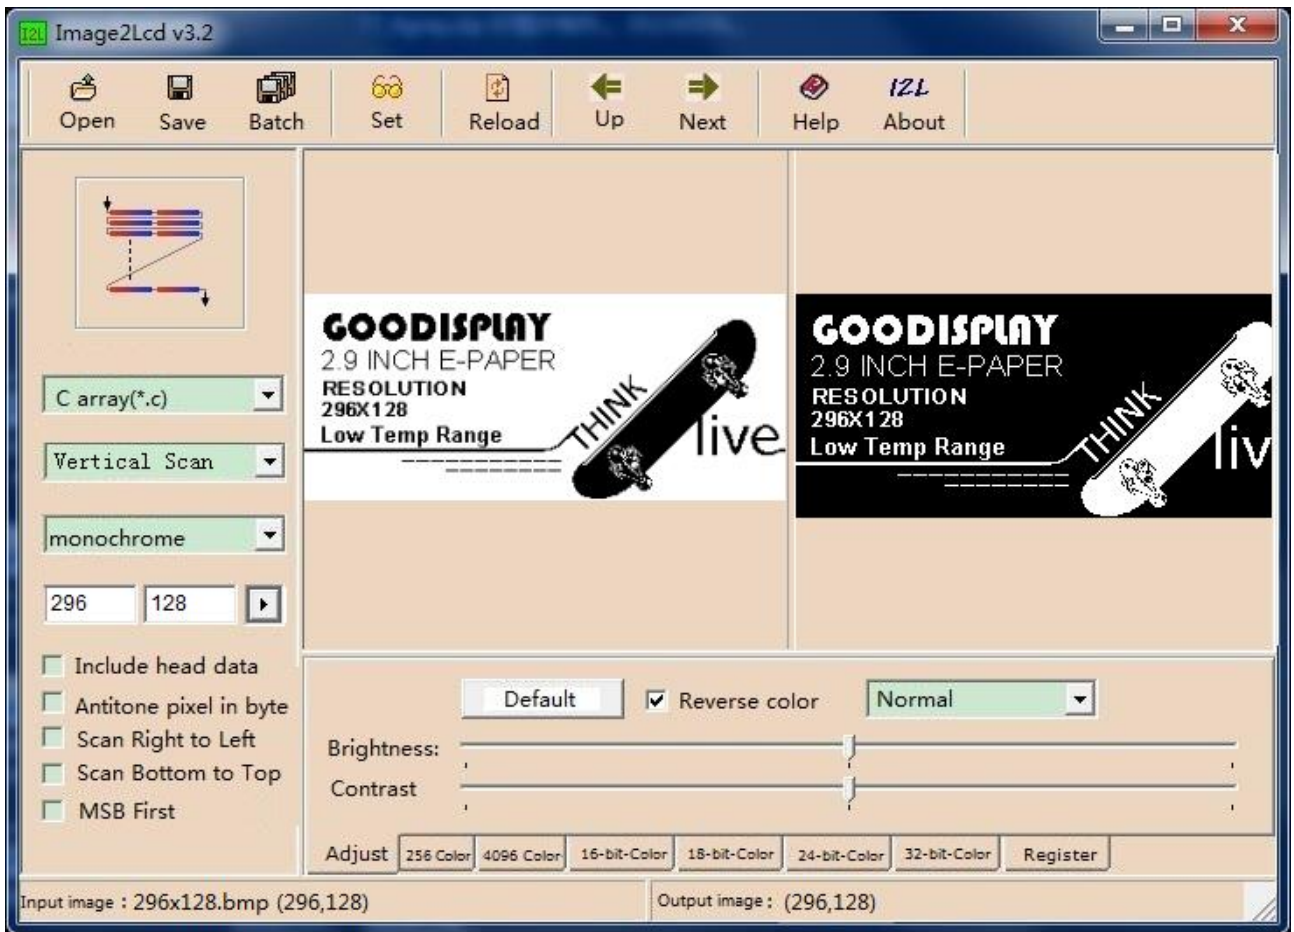 I2L Image2Lcd v3.2
Open Save Batch Set Reload Up Next Help I2L About
GOODISPLAY
2.9 INCH E-PAPER
RESOLUTION
296X128
Low Temp Range
THINK
live
GOODISPLAY
2.9 INCH E-PAPER
RESOLUTION
296X128
Low Temp Range
THINK
liv
C array(*.c)
Vertical Scan
monochrome
296 128
Include head data
Antitone pixel in byte
Scan Right to Left
Scan Bottom to Top
MSB First
Default Reverse color Normal
Brightness:
Contrast
Adjust 256 Color 4096 Color 16-bit-Color 18-bit-Color 24-bit-Color 32-bit-Color Register
Input image : 296x128.bmp (296,128) Output image : (296,128)